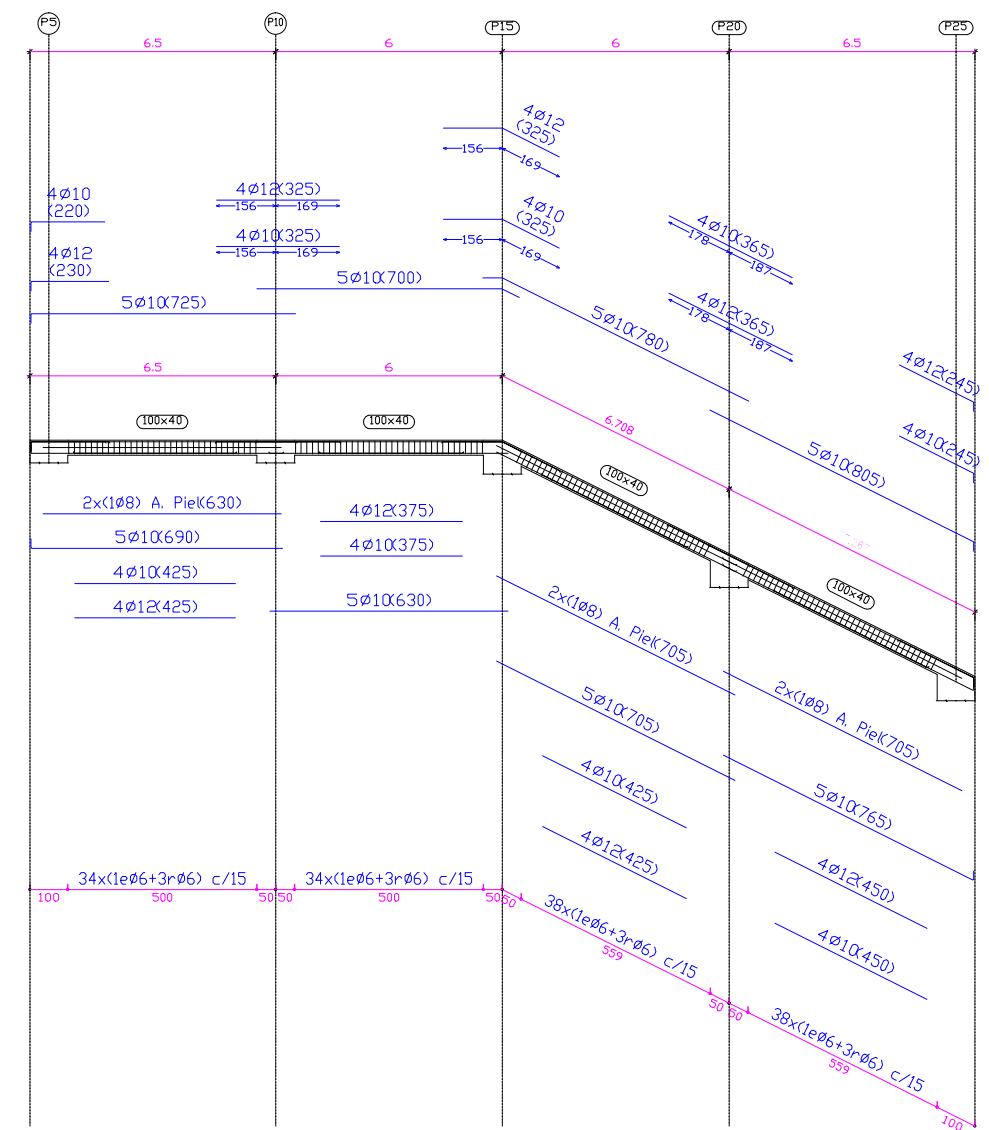 P5 P10 P15 P20 P25
6.5 6 6 6.5
4ø12
(325)
156 169
4ø10
(220)
4ø12(325)
156 169
4ø10
(325)
156 169
4ø10(325)
156 169
4ø10(365)
178 187
4ø12
(230)
5ø10(700)
5ø10(725)
5ø10(780)
4ø12(365)
178 187
4ø12(245)
6.5 6
6.708
4ø10(245)
5ø10(805)
100x40 100x40
100x40
100x40
2x(1ø8) A. Piel(630)
5ø10(690)
4ø10(425)
4ø12(425)
4ø12(375)
4ø10(375)
5ø10(630)
2x(1ø8) A. Piel(705)
5ø10(705)
4ø10(425)
4ø12(425)
2x(1ø8) A. Piel(705)
5ø10(765)
4ø12(450)
4ø10(450)
34x(1eø6+3rø6) c/15 34x(1eø6+3rø6) c/15
100 500 50 50 500 50 50
38x(1eø6+3rø6) c/15
559
50 50
38x(1eø6+3rø6) c/15
559
100